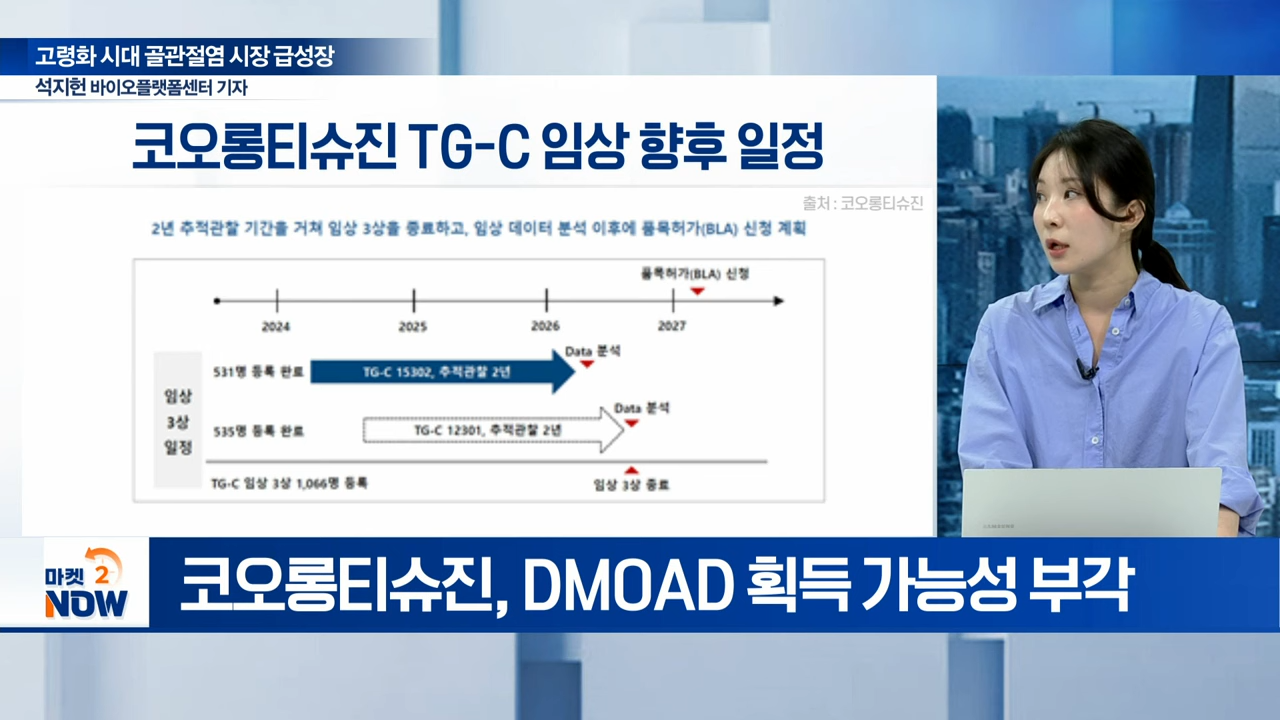 고령화 시대 골관절염 시장 급성장
석지헌 바이오플랫폼센터 기자
코오롱티슈진 TG-C 임상 향후 일정
출처 : 코오롱티슈진
2년 추적관찰 기간을 거쳐 임상 3상을 종료하고, 임상 데이터 분석 이후에 품목허가(BLA) 신청 계획
품목허가(BLA) 신청
2024 2025 2026 2027
Data 분석
531명 등록 완료 TG-C 15302, 추적관찰 2년
Data 분석
535명 등록 완료 TG-C 12301, 추적관찰 2년
임상
3상
일정
TG-C 임상 3상 1,066명 등록 임상 3상 종료
SAMSUNG
마켓 2
NOW
코오롱티슈진, DMOAD 획득 가능성 부각